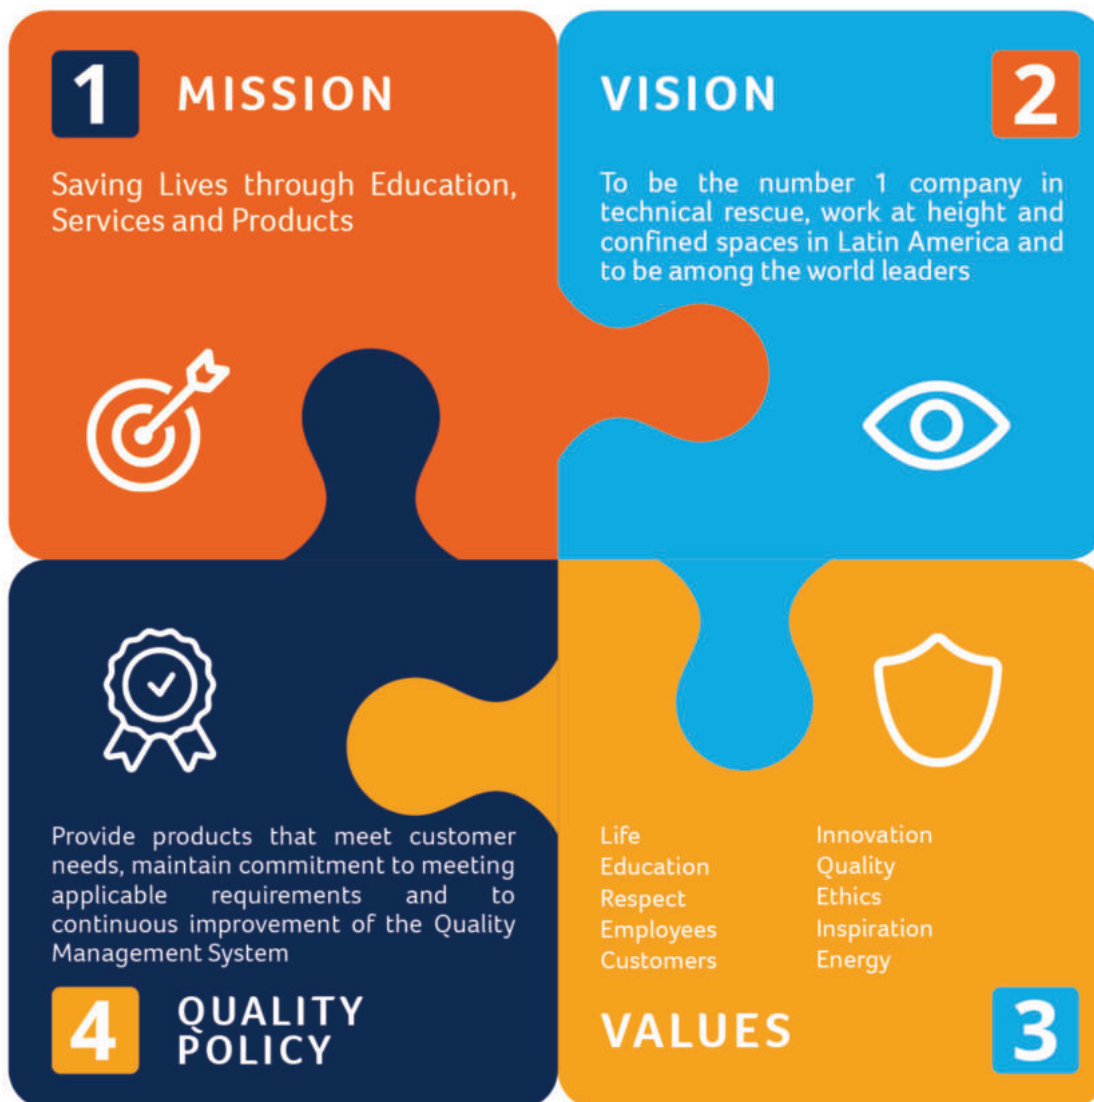 1 MISSION
Saving Lives through Education,
Services and Products
VISION 2
To be the number 1 company in
technical rescue, work at height and
confined spaces in Latin America and
to be among the world leaders
Life
Education
Respect
Employees
Customers
Innovation
Quality
Ethics
Inspiration
Energy
VALUES 3
Provide products that meet customer
needs, maintain commitment to meeting
applicable requirements and to
continuous improvement of the Quality
Management System
4 QUALITY
POLICY